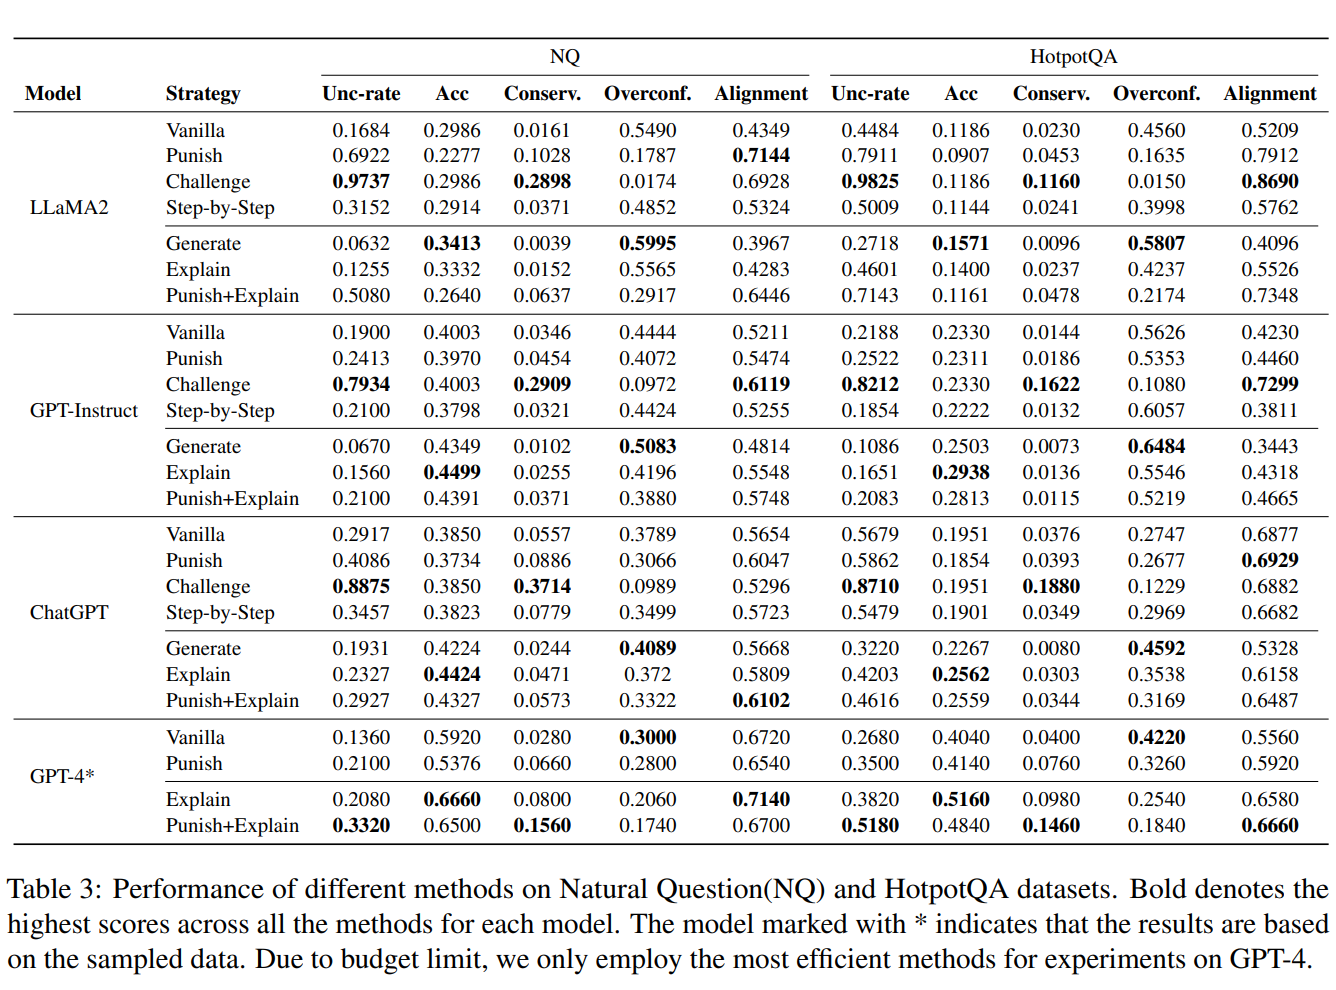 NQ HotpotQA
Model Strategy Unc-rate Acc Conserv. Overconf. Alignment Unc-rate Acc Conserv. Overconf. Alignment
Vanilla 0.1684 0.2986 0.0161 0.5490 0.4349 0.4484 0.1186 0.0230 0.4560 0.5209
Punish 0.6922 0.2277 0.1028 0.1787 0.7144 0.7911 0.0907 0.0453 0.1635 0.7912
Challenge 0.9737 0.2986 0.2898 0.0174 0.6928 0.9825 0.1186 0.1160 0.0150 0.8690
LLaMA2 Step-by-Step 0.3152 0.2914 0.0371 0.4852 0.5324 0.5009 0.1144 0.0241 0.3998 0.5762
Generate 0.0632 0.3413 0.0039 0.5995 0.3967 0.2718 0.1571 0.0096 0.5807 0.4096
Explain 0.1255 0.3332 0.0152 0.5565 0.4283 0.4601 0.1400 0.0237 0.4237 0.5526
Punish+Explain 0.5080 0.2640 0.0637 0.2917 0.6446 0.7143 0.1161 0.0478 0.2174 0.7348
Vanilla 0.1900 0.4003 0.0346 0.4444 0.5211 0.2188 0.2330 0.0144 0.5626 0.4230
Punish 0.2413 0.3970 0.0454 0.4072 0.5474 0.2522 0.2311 0.0186 0.5353 0.4460
Challenge 0.7934 0.4003 0.2909 0.0972 0.6119 0.8212 0.2330 0.1622 0.1080 0.7299
GPT-Instruct Step-by-Step 0.2100 0.3798 0.0321 0.4424 0.5255 0.1854 0.2222 0.0132 0.6057 0.3811
Generate 0.0670 0.4349 0.0102 0.5083 0.4814 0.1086 0.2503 0.0073 0.6484 0.3443
Explain 0.1560 0.4499 0.0255 0.4196 0.5548 0.1651 0.2938 0.0136 0.5546 0.4318
Punish+Explain 0.2100 0.4391 0.0371 0.3880 0.5748 0.2083 0.2813 0.0115 0.5219 0.4665
Vanilla 0.2917 0.3850 0.0557 0.3789 0.5654 0.5679 0.1951 0.0376 0.2747 0.6877
Punish 0.4086 0.3734 0.0886 0.3066 0.6047 0.5862 0.1854 0.0393 0.2677 0.6929
Challenge 0.8875 0.3850 0.3714 0.0989 0.5296 0.8710 0.1951 0.1880 0.1229 0.6882
ChatGPT Step-by-Step 0.3457 0.3823 0.0779 0.3499 0.5723 0.5479 0.1901 0.0349 0.2969 0.6682
Generate 0.1931 0.4224 0.0244 0.4089 0.5668 0.3220 0.2267 0.0080 0.4592 0.5328
Explain 0.2327 0.4424 0.0471 0.372 0.5809 0.4203 0.2562 0.0303 0.3538 0.6158
Punish+Explain 0.2927 0.4327 0.0573 0.3322 0.6102 0.4616 0.2559 0.0344 0.3169 0.6487
Vanilla 0.1360 0.5920 0.0280 0.3000 0.6720 0.2680 0.4040 0.0400 0.4220 0.5560
Punish 0.2100 0.5376 0.0660 0.2800 0.6540 0.3500 0.4140 0.0760 0.3260 0.5920
GPT-4*
Explain 0.2080 0.6660 0.0800 0.2060 0.7140 0.3820 0.5160 0.0980 0.2540 0.6580
Punish+Explain 0.3320 0.6500 0.1560 0.1740 0.6700 0.5180 0.4840 0.1460 0.1840 0.6660
Table 3: Performance of different methods on Natural Question(NQ) and HotpotQA datasets. Bold denotes the
highest scores across all the methods for each model. The model marked with * indicates that the results are based
on the sampled data. Due to budget limit, we only employ the most efficient methods for experiments on GPT-4.